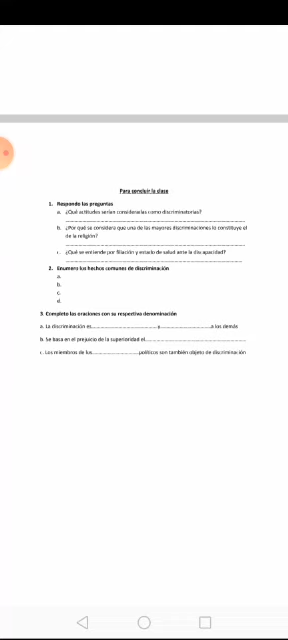 Para concluir la clase
1. Respondo las preguntas
a. ¿Qué actitudes serían consideradas como discriminatorias?
b. ¿Por qué se considera que una de las mayores discriminaciones lo constituye el
de la religión?
c. ¿Qué se entiende por filiación y estado de salud ante la discapacidad?
2. Enumero los hechos comunes de discriminación
a.
b.
c.
d.
3. Completo las oraciones con su respectiva denominación
a. La discriminación es y a los demás
b. Se basa en el prejuicio de la superioridad el
c. Los miembros de los políticos son también objeto de discriminación